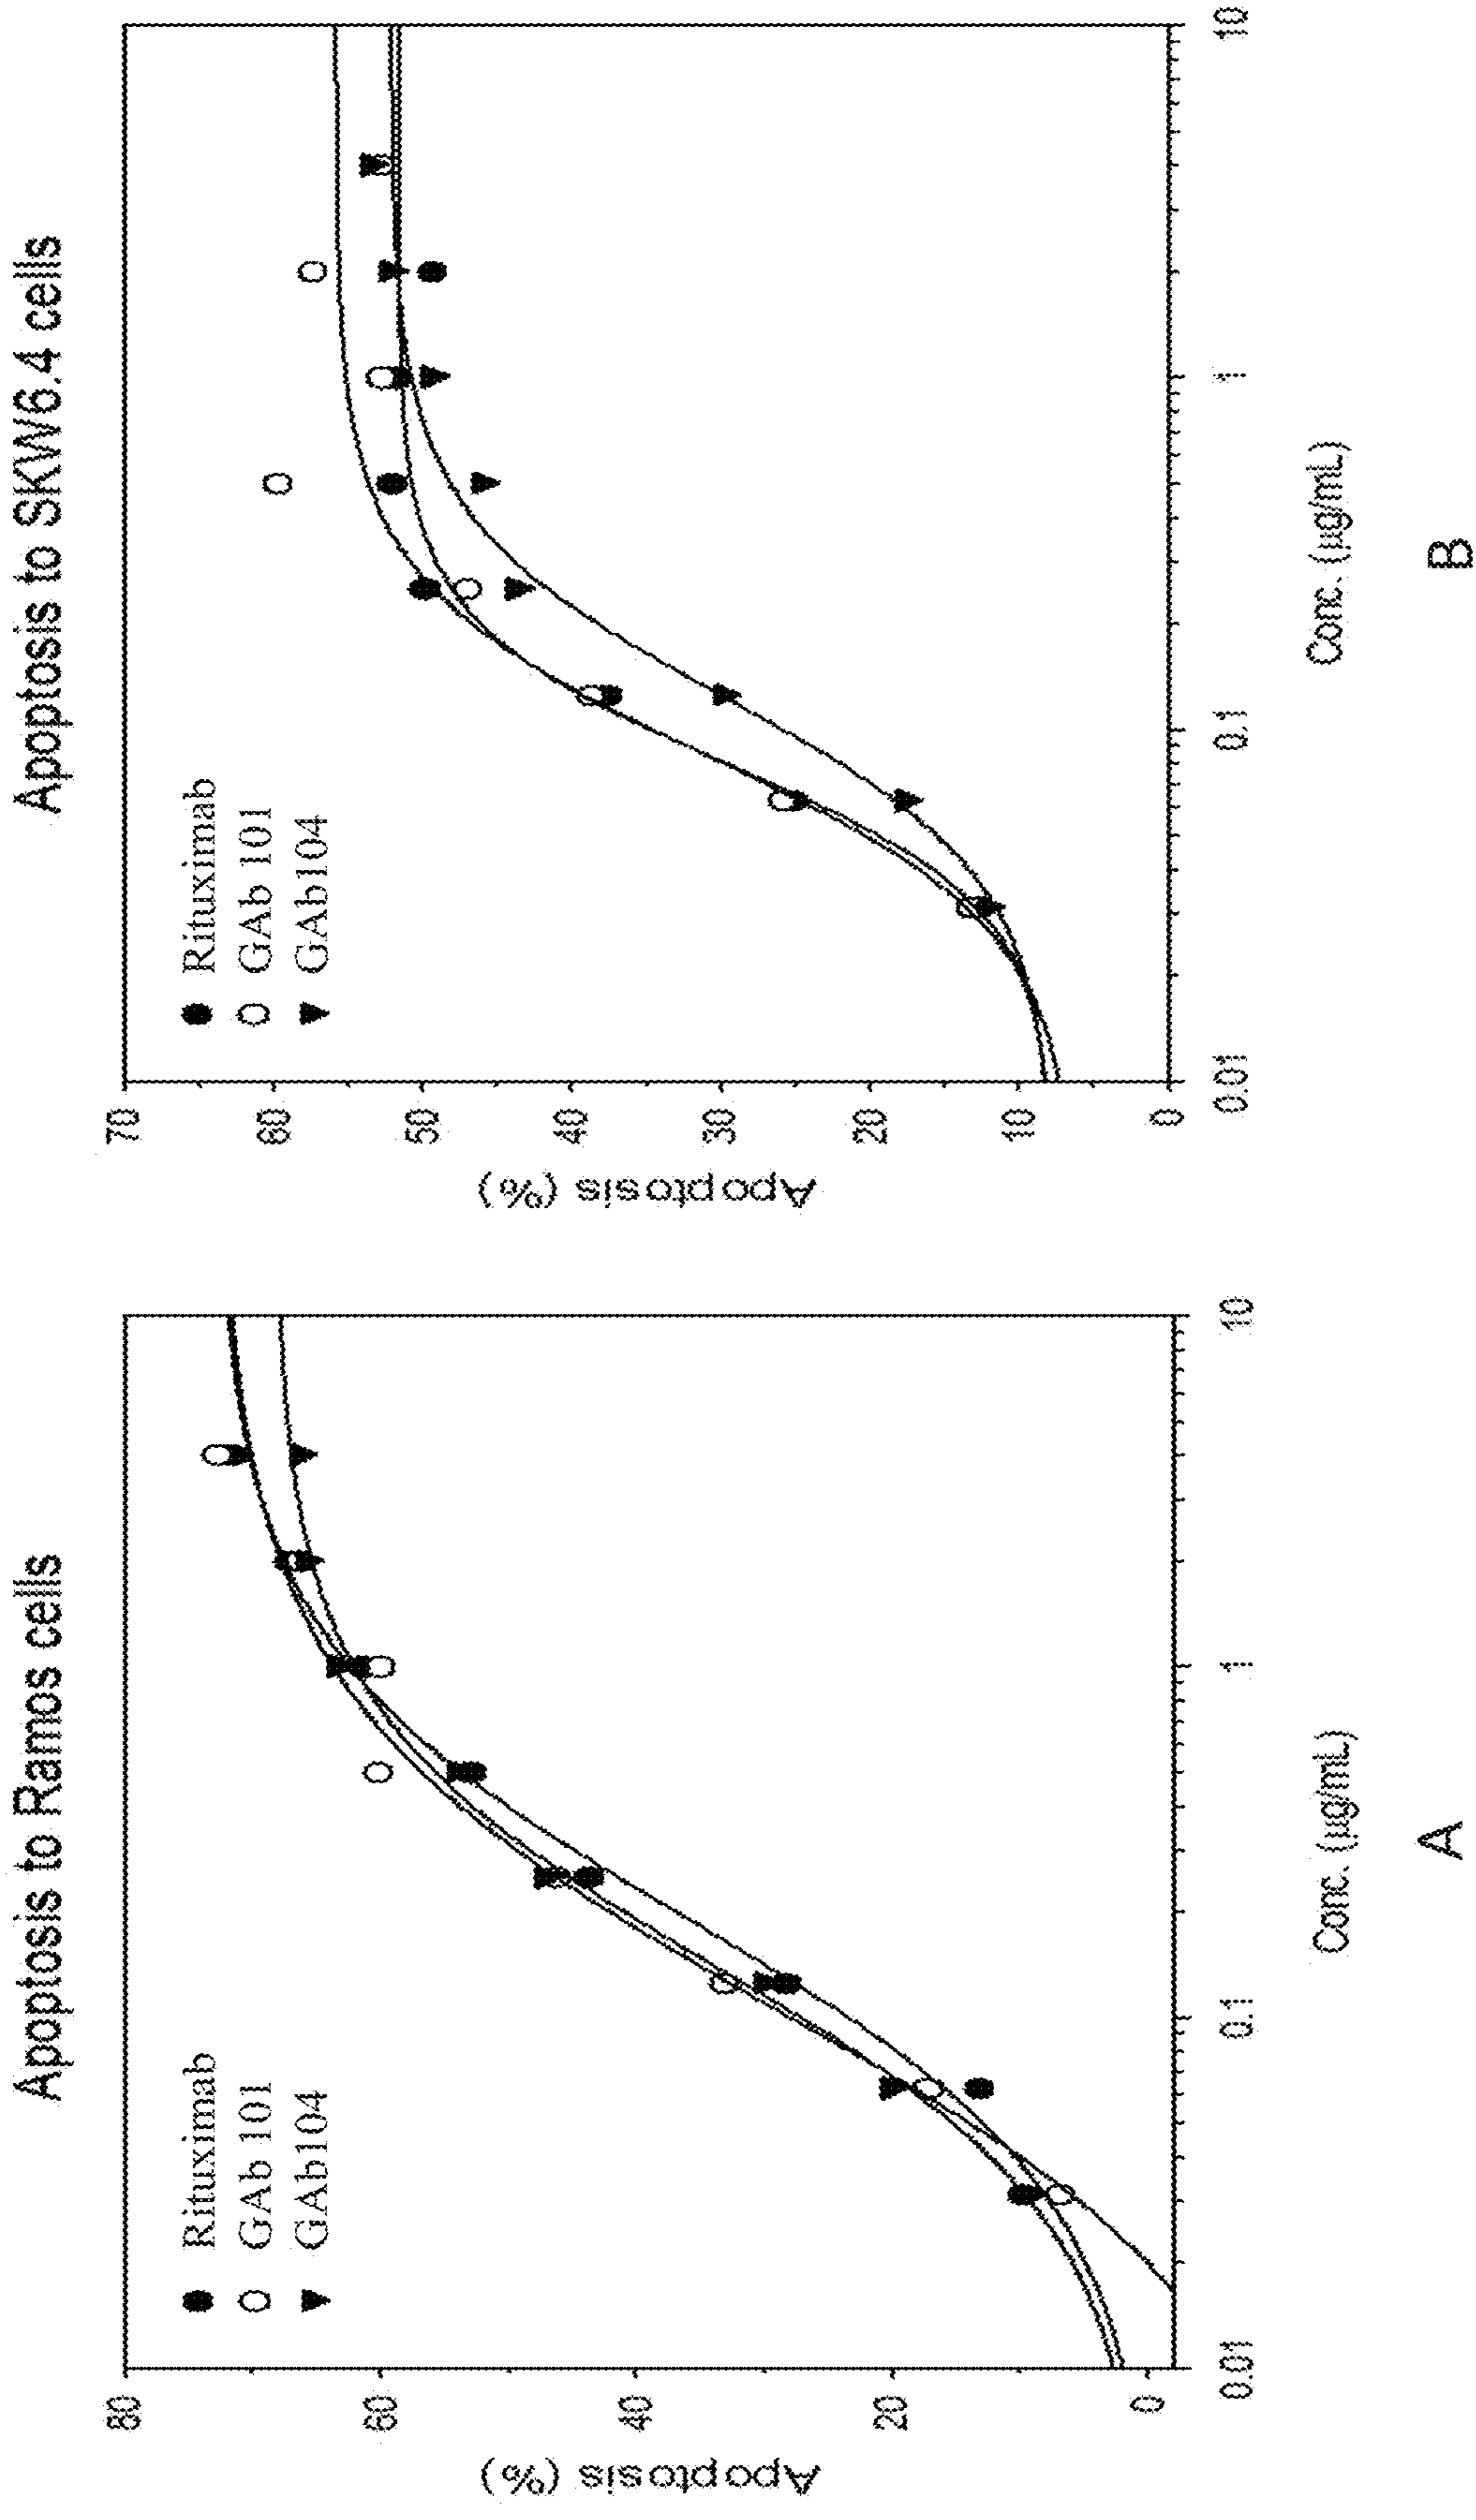 Apoptosis to Ramos cells
Apoptosis (%)
80
60
40
20
0
Rituximab
GAb 101
GAb104
0.01
0.1
1
10
Conc. (µg/mL)
A
Apoptosis to SKW6.4 cells
Apoptosis (%)
70
60
50
40
30
20
10
0
Rituximab
GAb 101
GAb104
0.01
0.1
1
10
Conc. (µg/mL)
B